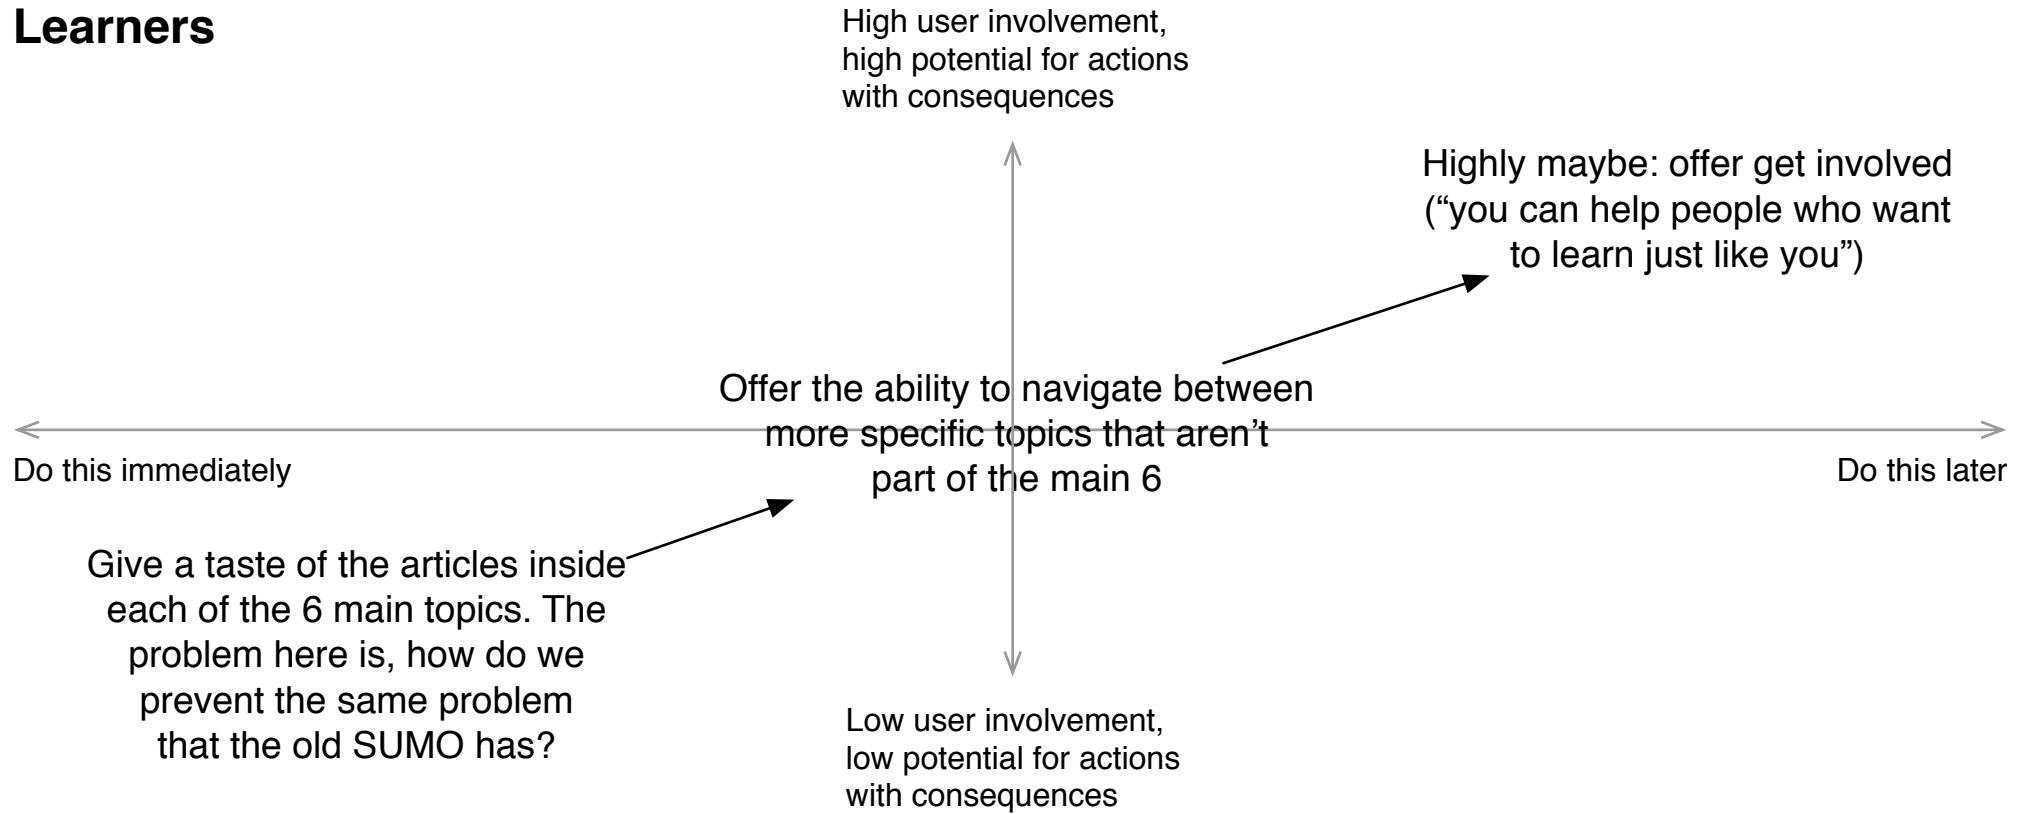 Learners
High user involvement,
high potential for actions
with consequences
Highly maybe: offer get involved
(“you can help people who want
to learn just like you”)
Offer the ability to navigate between
more specific topics that aren’t
part of the main 6
Do this immediately
Do this later
Give a taste of the articles inside
each of the 6 main topics. The
problem here is, how do we
prevent the same problem
that the old SUMO has?
Low user involvement,
low potential for actions
with consequences